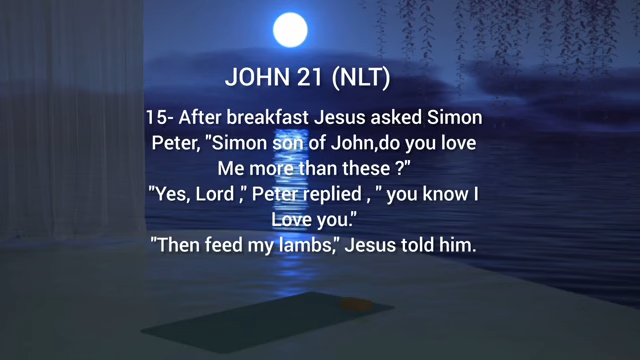 JOHN 21 (NLT)
15- After breakfast Jesus asked Simon
Peter, "Simon son of John,do you love
Me more than these ?"
"Yes, Lord ," Peter replied , " you know I
Love you."
"Then feed my lambs," Jesus told him.